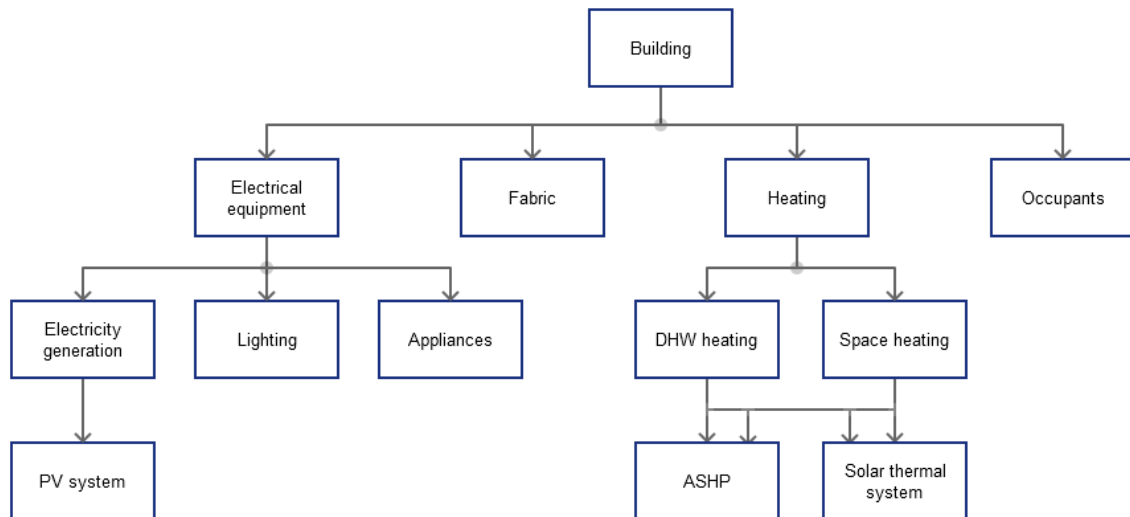 Building
Electrical
equipment
Fabric
Heating
Occupants
Electricity
generation
Lighting
Appliances
DHW heating
Space heating
PV system
ASHP
Solar thermal
system